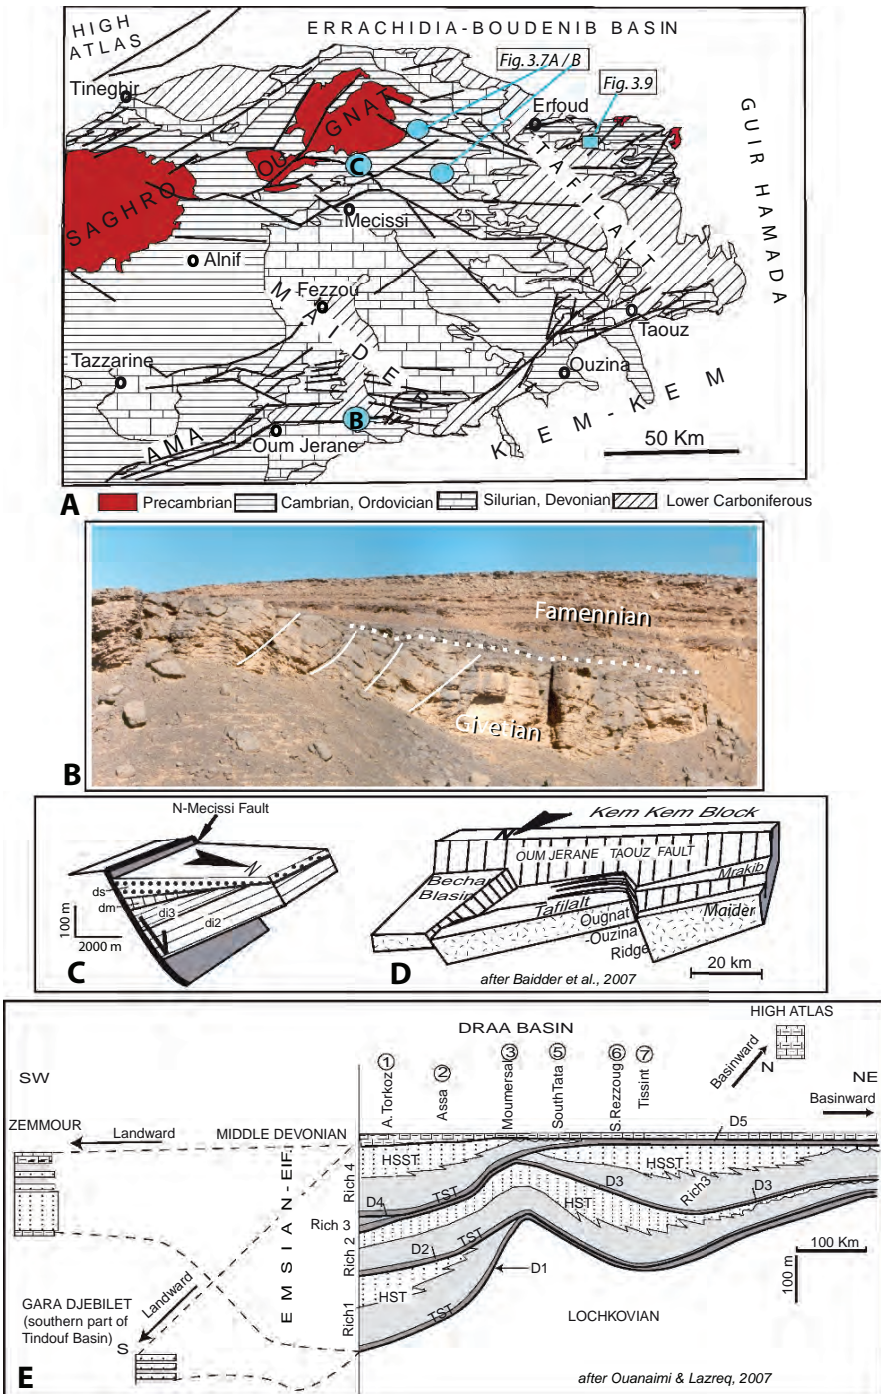 HIGH
ATLAS
ERRACHIDIA-BOUDENIB BASIN
Fig. 3.7A / B
Fig. 3.9
Tineghir
Erfoud
OUGNAT
GUIR HAMADA
TAFILALT
C
SAGHRO
Mecissi
Alnif
Fezzou
MAIDER
Taouz
Tazzarine
Ouzina
KEM-KEM
B
AMA
Oum Jerane
50 Km
A
Precambrian
Cambrian, Ordovician
Silurian, Devonian
Lower Carboniferous
Famennian
Givetian
B
N-Mecissi Fault
N
ds
dm
di3
di2
100 m
2000 m
C
N
Kem Kem Block
OUM JERANE TAOUZ FAULT
Bechar
Blasin
Mrakib
Tafilalt
Ougnat
-Ouzina
Ridge
Maider
D
after Baidder et al., 2007
20 km
HIGH ATLAS
DRAA BASIN
SW
1
2
3
5
6
7
A.Torkoz
Assa
Moumersal
SouthTata
S.Rezzoug
Tissint
Basinward
N
NE
Basinward
ZEMMOUR
Landward
MIDDLE DEVONIAN
D5
EMSIAN-EIF.
Rich 4
HSST
HSST
Rich3
D4
TST
D3
D3
Rich 3
Rich 2
HST
TST
D2
Rich1
HST
D1
TST
100 Km
100 m
GARA DJEBILET
(southern part of
Tindouf Basin)
Landward
S
LOCHKOVIAN
E
after Ouanaimi & Lazreq, 2007